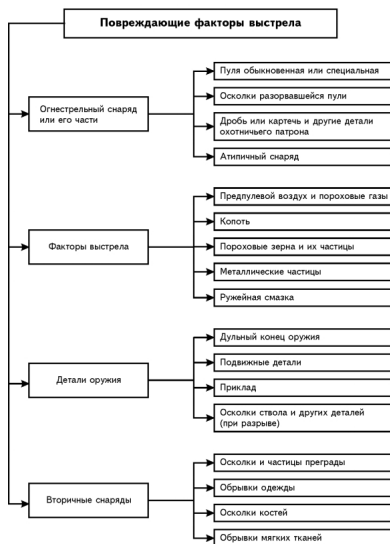 Повреждающие факторы выстрела
Огнестрельный снаряд
или его части
Пуля обыкновенная или специальная
Осколки разорвавшейся пули
Дробь или картечь и другие детали
охотничьего патрона
Атипичный снаряд
Факторы выстрела
Предпулевой воздух и пороховые газы
Копоть
Пороховые зерна и их частицы
Металлические частицы
Ружейная смазка
Детали оружия
Дульный конец оружия
Подвижные детали
Приклад
Осколки ствола и других деталей
(при разрыве)
Вторичные снаряды
Осколки и частицы преграды
Обрывки одежды
Осколки костей
Обрывки мягких тканей